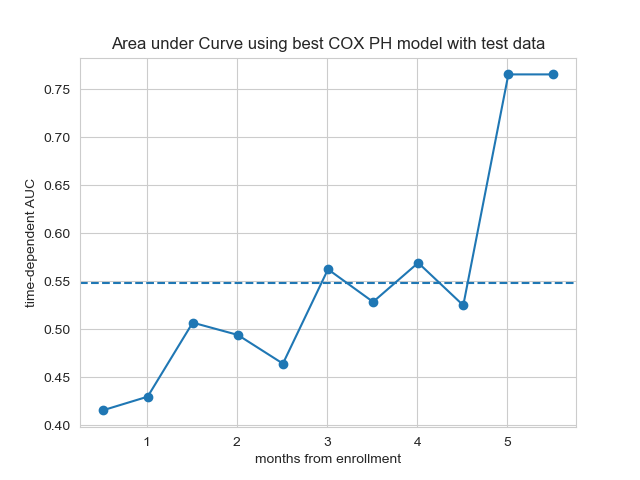 Area under Curve using best COX PH model with test data
time-dependent AUC
0.75
0.70
0.65
0.60
0.55
0.50
0.45
0.40
1 2 3 4 5
months from enrollment